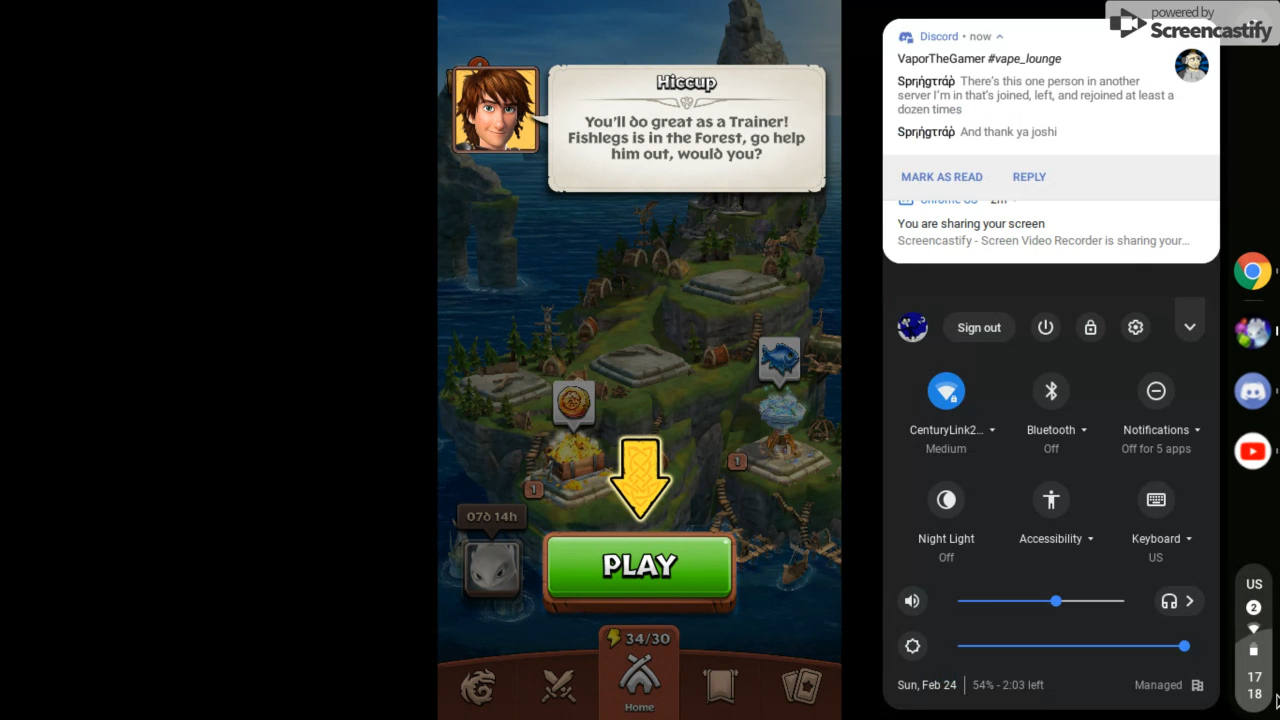 Hiccup
You'll do great as a Trainer!
Fishlegs is in the Forest, go help
him out, would you?
1
1
07d 14h
PLAY
34/30
Home
powered by
Screencastify
Discord • now
VaporTheGamer #vape_lounge
There's this one person in another
server I'm in that's joined, left, and rejoined at least a
dozen times
And thank ya joshi
MARK AS READ REPLY
Chrome OS 2m
You are sharing your screen
Screencastify - Screen Video Recorder is sharing your...
Sign out
CenturyLink2... Bluetooth Notifications
Medium Off Off for 5 apps
Night Light Accessibility Keyboard
Off US
Sun, Feb 24 54% - 2:03 left Managed
US
2
17
18